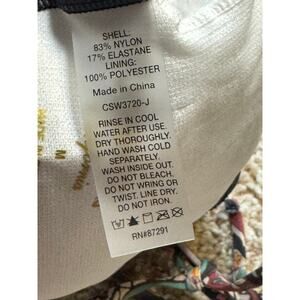 SHELL:
83% NYLON
17% ELASTANE
LINING:
100% POLYESTER
Made in China
CSW3720-J
RINSE IN COOL
WATER AFTER USE.
DRY THOROUGHLY.
HAND WASH COLD
SEPARATELY.
WASH INSIDE OUT.
DO NOT BLEACH.
DO NOT WRING OR
TWIST. LINE DRY.
DO NOT IRON.
RN#87291